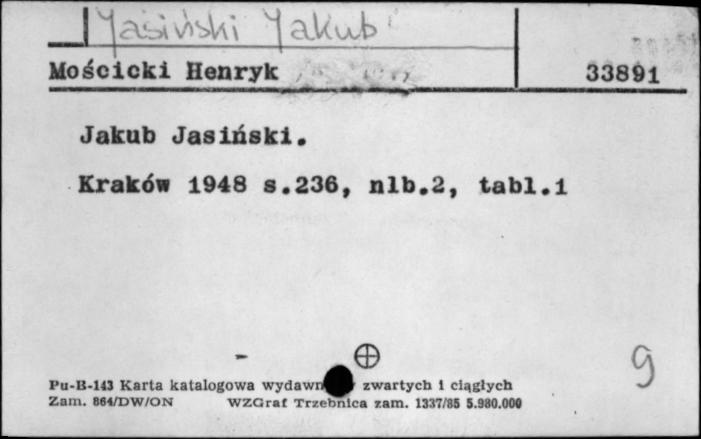 Jasiński Jakub
Mościcki Henryk 33891
Jakub Jasiński.
Kraków 1948 s.236, nlb.2, tabl.1
9
Pu-B-143 Karta katalogowa zwartych i ciągłych
Zam. 864/DW/ON WZGraf Trzebnica zam. 1337/85 5.980.000